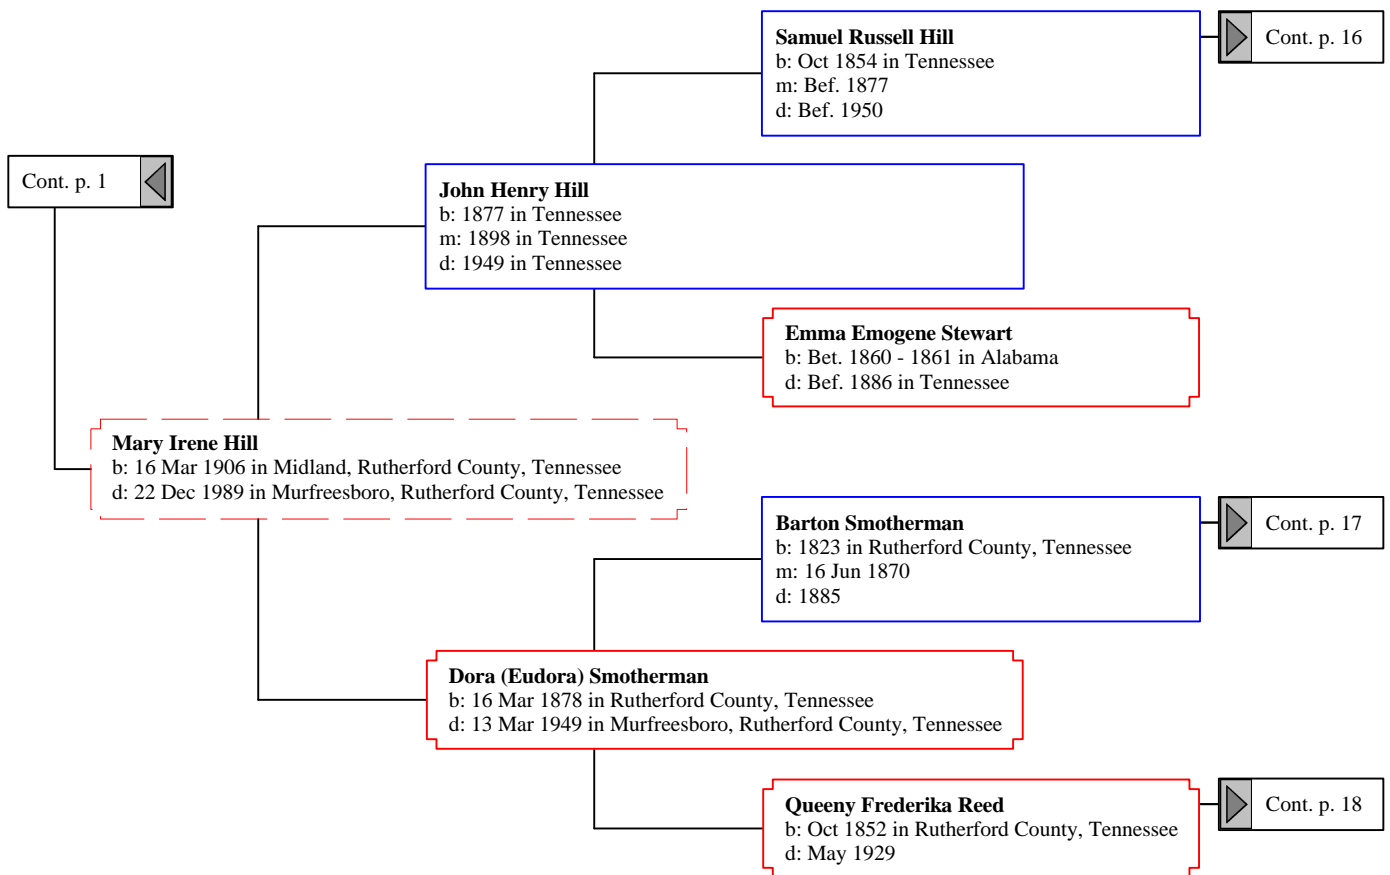 Samuel Russell Hill
b: Oct 1854 in Tennessee
m: Bef. 1877
d: Bef. 1950
Cont. p. 16
Cont. p. 1
John Henry Hill
b: 1877 in Tennessee
m: 1898 in Tennessee
d: 1949 in Tennessee
Emma Emogene Stewart
b: Bet. 1860 - 1861 in Alabama
d: Bef. 1886 in Tennessee
Mary Irene Hill
b: 16 Mar 1906 in Midland, Rutherford County, Tennessee
d: 22 Dec 1989 in Murfreesboro, Rutherford County, Tennessee
Barton Smotherman
b: 1823 in Rutherford County, Tennessee
m: 16 Jun 1870
d: 1885
Cont. p. 17
Dora (Eudora) Smotherman
b: 16 Mar 1878 in Rutherford County, Tennessee
d: 13 Mar 1949 in Murfreesboro, Rutherford County, Tennessee
Queeny Frederika Reed
b: Oct 1852 in Rutherford County, Tennessee
d: May 1929
Cont. p. 18